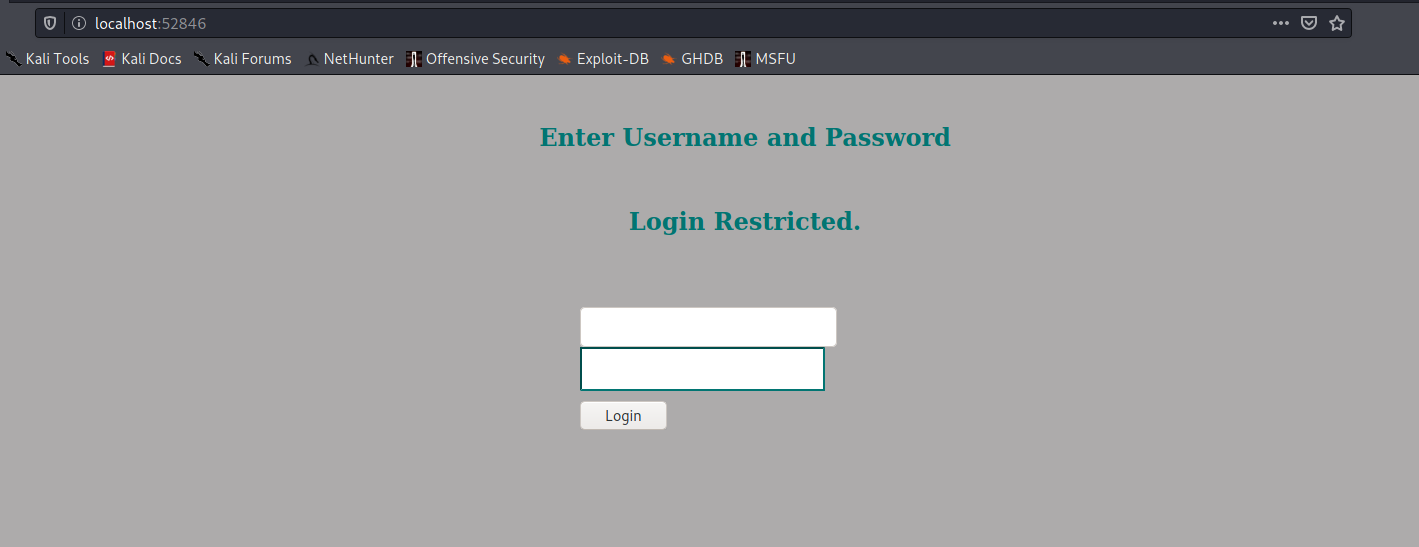 localhost:52846
Kali Tools Kali Docs Kali Forums NetHunter Offensive Security Exploit-DB GHDB MSFU
Enter Username and Password
Login Restricted.
Login